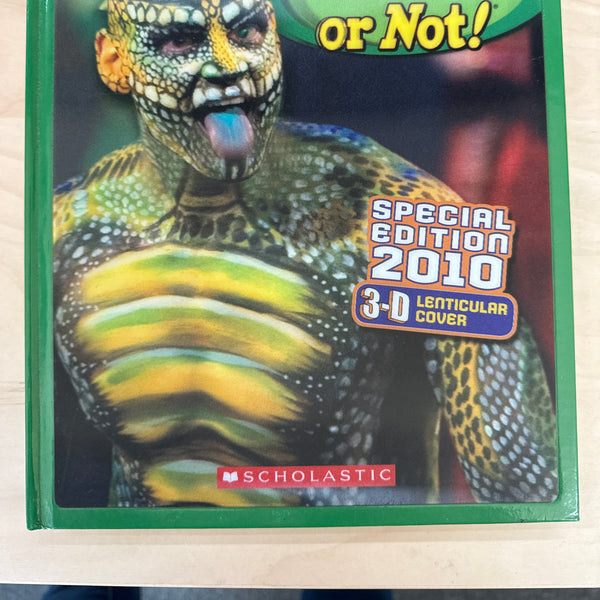 or Not!®
SPECIAL
EDITION
2010
3-D LENTICULAR
COVER
SCHOLASTIC